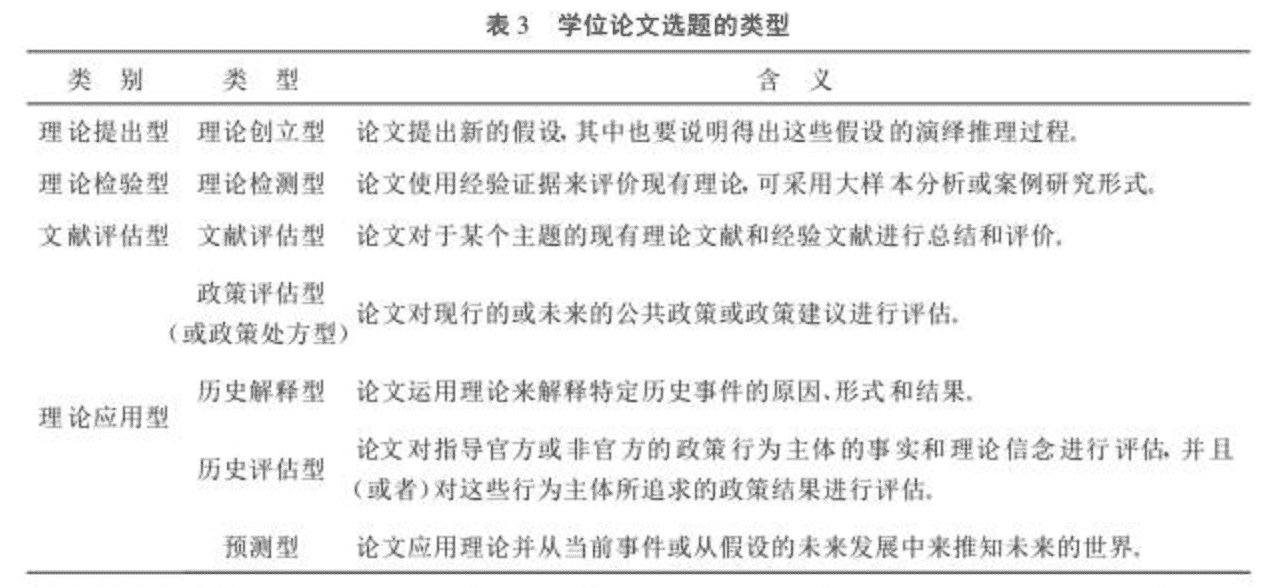 表 3 学位论文选题的类型
类 别 类 型 含 义
理论提出型 理论创立型 论文提出新的假设,其中也要说明得出这些假设的演绎推理过程。
理论检验型 理论检测型 论文使用经验证据来评价现有理论,可采用大样本分析或案例研究形式。
文献评估型 文献评估型 论文对于某个主题的现有理论文献和经验文献进行总结和评价。
政策评估型
(或政策处方型) 论文对现行的或未来的公共政策或政策建议进行评估。
历史解释型 论文运用理论来解释特定历史事件的原因、形式和结果。
理论应用型
历史评估型 论文对指导官方或非官方的政策行为主体的事实和理论信念进行评估,并且
(或者)对这些行为主体所追求的政策结果进行评估。
预测型 论文应用理论并从当前事件或从假设的未来发展中来推知未来的世界。